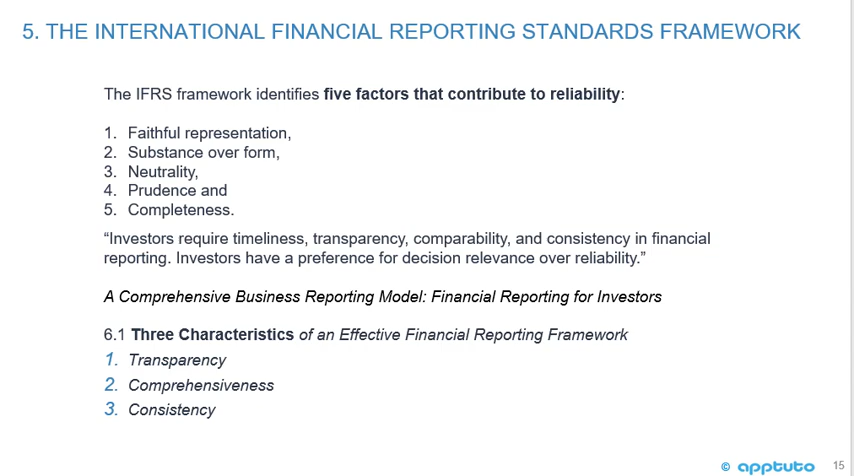 5. THE INTERNATIONAL FINANCIAL REPORTING STANDARDS FRAMEWORK
The IFRS framework identifies five factors that contribute to reliability:
1. Faithful representation,
2. Substance over form,
3. Neutrality,
4. Prudence and
5. Completeness.
“Investors require timeliness, transparency, comparability, and consistency in financial
reporting. Investors have a preference for decision relevance over reliability.”
A Comprehensive Business Reporting Model: Financial Reporting for Investors
6.1 Three Characteristics of an Effective Financial Reporting Framework
1. Transparency
2. Comprehensiveness
3. Consistency
© apptuto 15